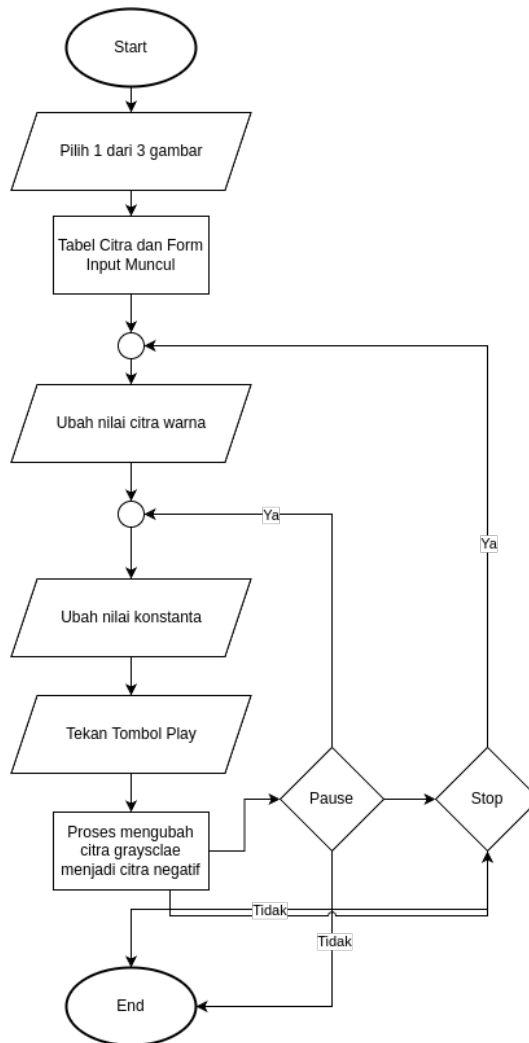 Start
Pilih 1 dari 3 gambar
Tabel Citra dan Form
Input Muncul
Ubah nilai citra warna
Ya
Ya
Ubah nilai konstanta
Tekan Tombol Play
Pause
Stop
Proses mengubah
citra graysclae
menjadi citra negatif
Tidak
Tidak
End